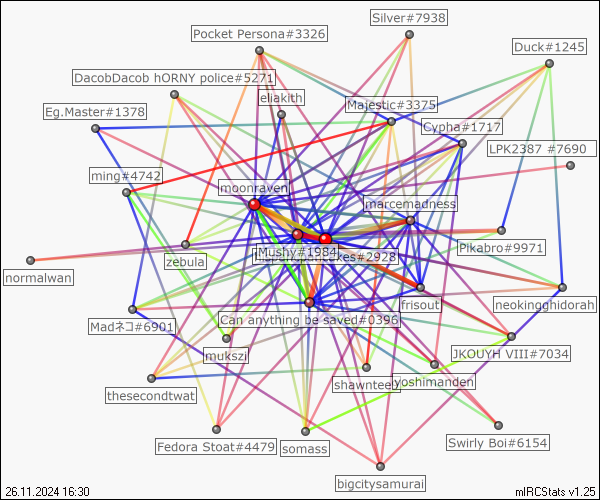 Silver#7938
Pocket Persona#3326
Duck#1245
DacobDacob hORNY police#5271
eliakith
Majestic#3375
Eg.Master#1378
Cypha#1717
LPK2387 #7690
ming#4742
moonraven
marcemadness
Mushy#1984
cakes#2928
Pikabro#9971
zebula
normalwan
frisout
neokingghidorah
Can anything be saved#0396
Madネコ#6901
mukszi
JKOUYH VIII#7034
shawntee
yoshimanden
thesecondtwat
Fedora Stoat#4479
somass
Swirly Boi#6154
bigcitysamurai
26.11.2024 16:30
mIRCStats v1.25